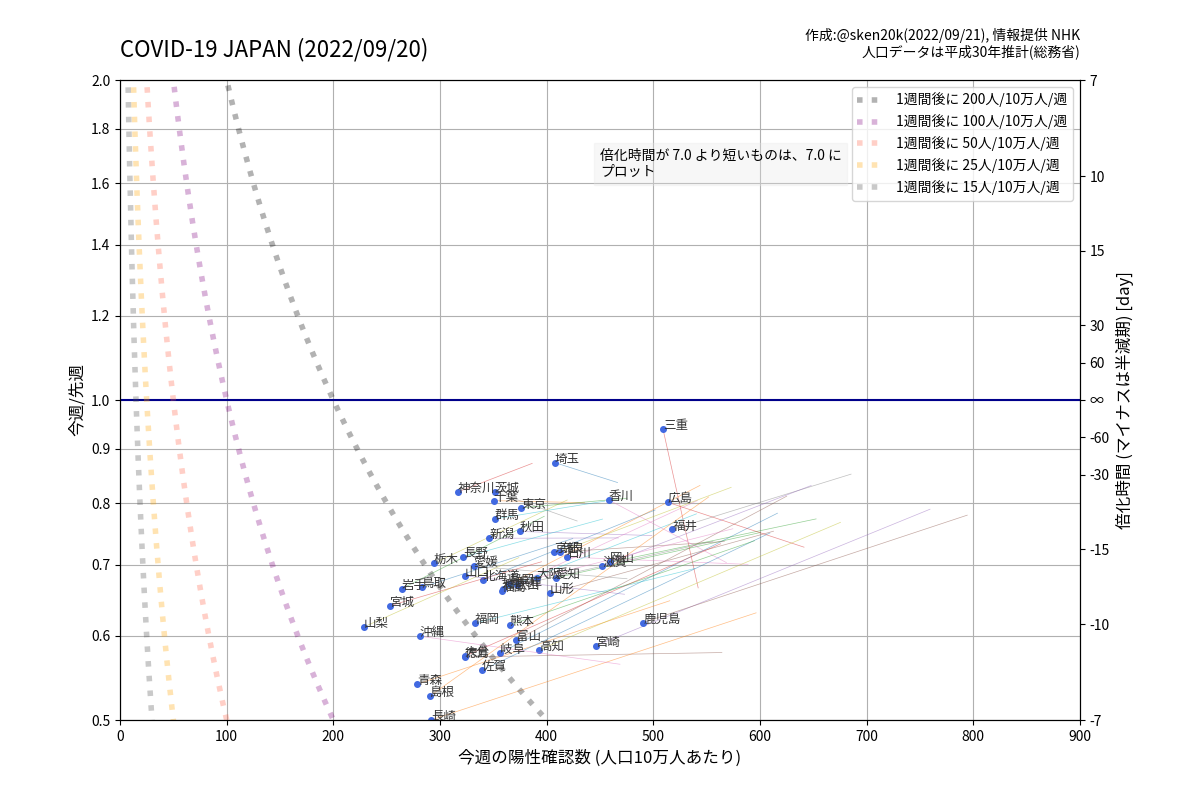 COVID-19 JAPAN (2022/09/20)
作成:@sken20k(2022/09/21), 情報提供 NHK
人口データは平成30年推計(総務省)
1週間後に 200人/10万人/週
1週間後に 100人/10万人/週
1週間後に 50人/10万人/週
1週間後に 25人/10万人/週
1週間後に 15人/10万人/週
倍化時間が 7.0 より短いものは、7.0 に
プロット
今週/先週
2.0
1.8
1.6
1.4
1.2
1.0
0.9
0.8
0.7
0.6
0.5
三重
埼玉
神奈川
茨城
千葉
東京
香川
広島
群馬
秋田
福井
新潟
石川
長野
岡山
栃木
愛媛
山口
北海道
大阪
愛知
岩手
鳥取
山形
宮城
山梨
福岡
熊本
鹿児島
沖縄
富山
宮崎
高知
岐阜
佐賀
青森
島根
長崎
0 100 200 300 400 500 600 700 800 900
今週の陽性確認数 (人口10万人あたり)
7
10
15
30
60
∞
-60
-30
-15
-10
-7
倍化時間 (マイナスは半減期) [day]